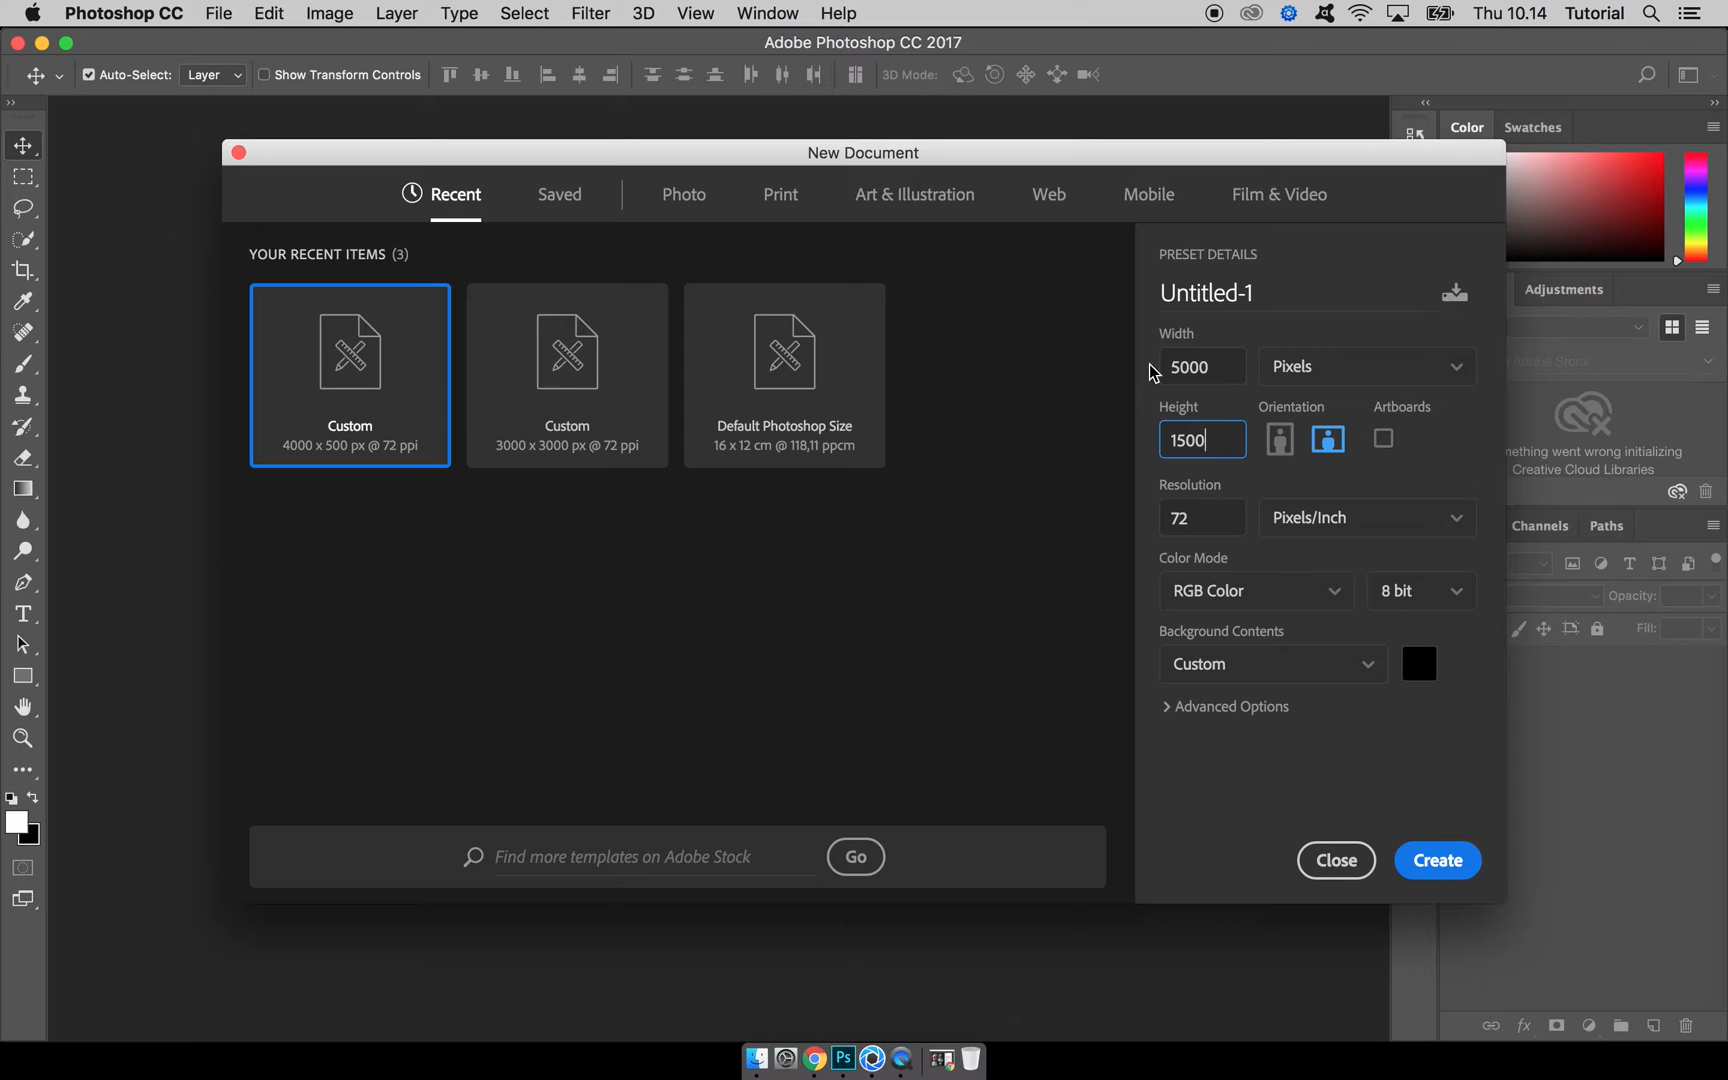 Photoshop CC File Edit Image Layer Type Select Filter 3D View Window Help Thu 10.14 Tutorial
Adobe Photoshop CC 2017
Auto-Select: Layer Show Transform Controls 3D Mode:
Color Swatches
New Document
Recent Saved Photo Print Art & Illustration Web Mobile Film & Video
YOUR RECENT ITEMS (3)
Custom
4000 x 500 px @ 72 ppi
Custom
3000 x 3000 px @ 72 ppi
Default Photoshop Size
16 x 12 cm @ 118,11 ppcm
Find more templates on Adobe Stock Go
PRESET DETAILS
Untitled-1
Width
5000 Pixels
Height Orientation Artboards
1500
Resolution
72 Pixels/Inch
Color Mode
RGB Color 8 bit
Background Contents
Custom
Advanced Options
Close Create
Adjustments
Adobe Stock
mething went wrong initializing
Creative Cloud Libraries
Channels Paths
Opacity:
Fill:
Ps